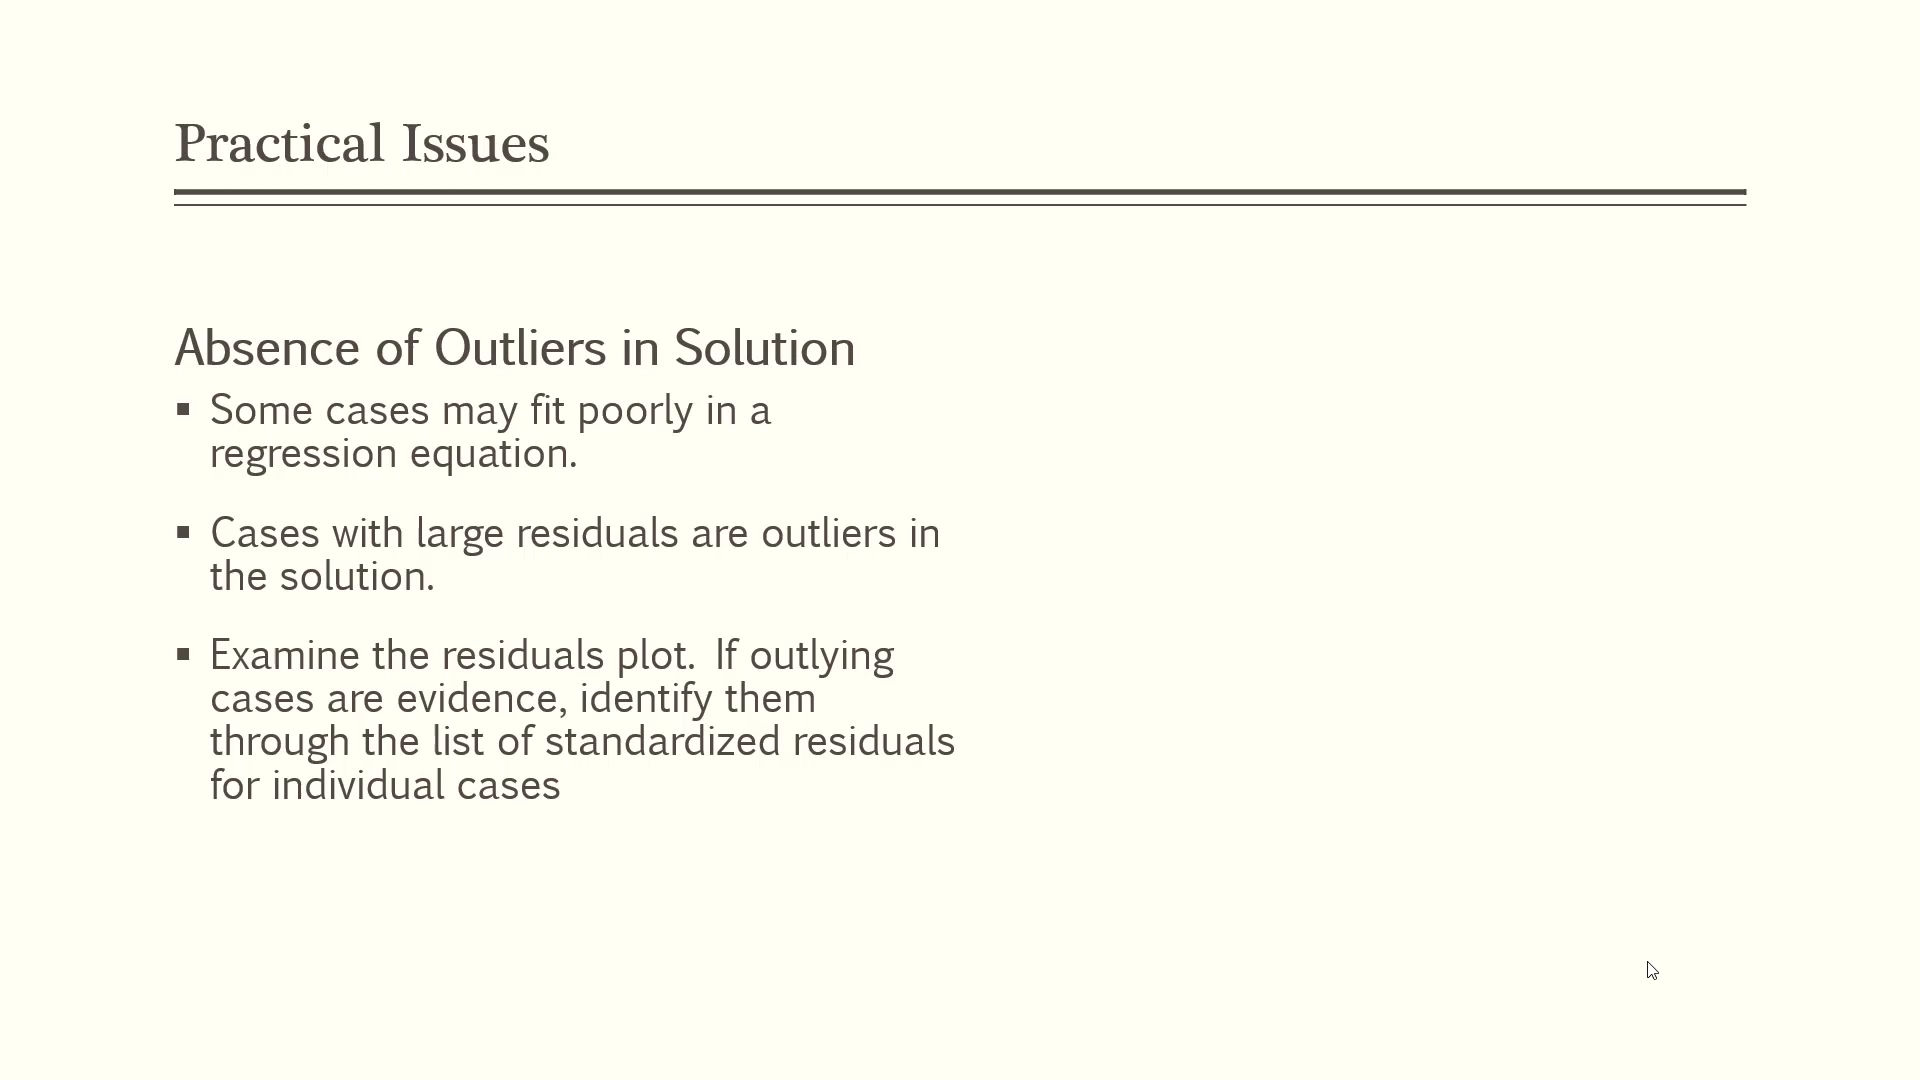 Practical Issues
Absence of Outliers in Solution
▪ Some cases may fit poorly in a
regression equation.
▪ Cases with large residuals are outliers in
the solution.
▪ Examine the residuals plot.  If outlying
cases are evidence, identify them
through the list of standardized residuals
for individual cases